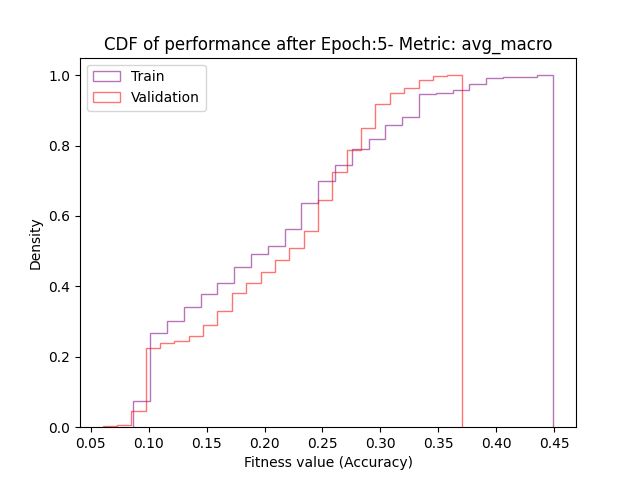 CDF of performance after Epoch:5- Metric: avg_macro
Train
Validation
1.0
0.8
0.6
0.4
0.2
0.0
Density
0.05 0.10 0.15 0.20 0.25 0.30 0.35 0.40 0.45
Fitness value (Accuracy)